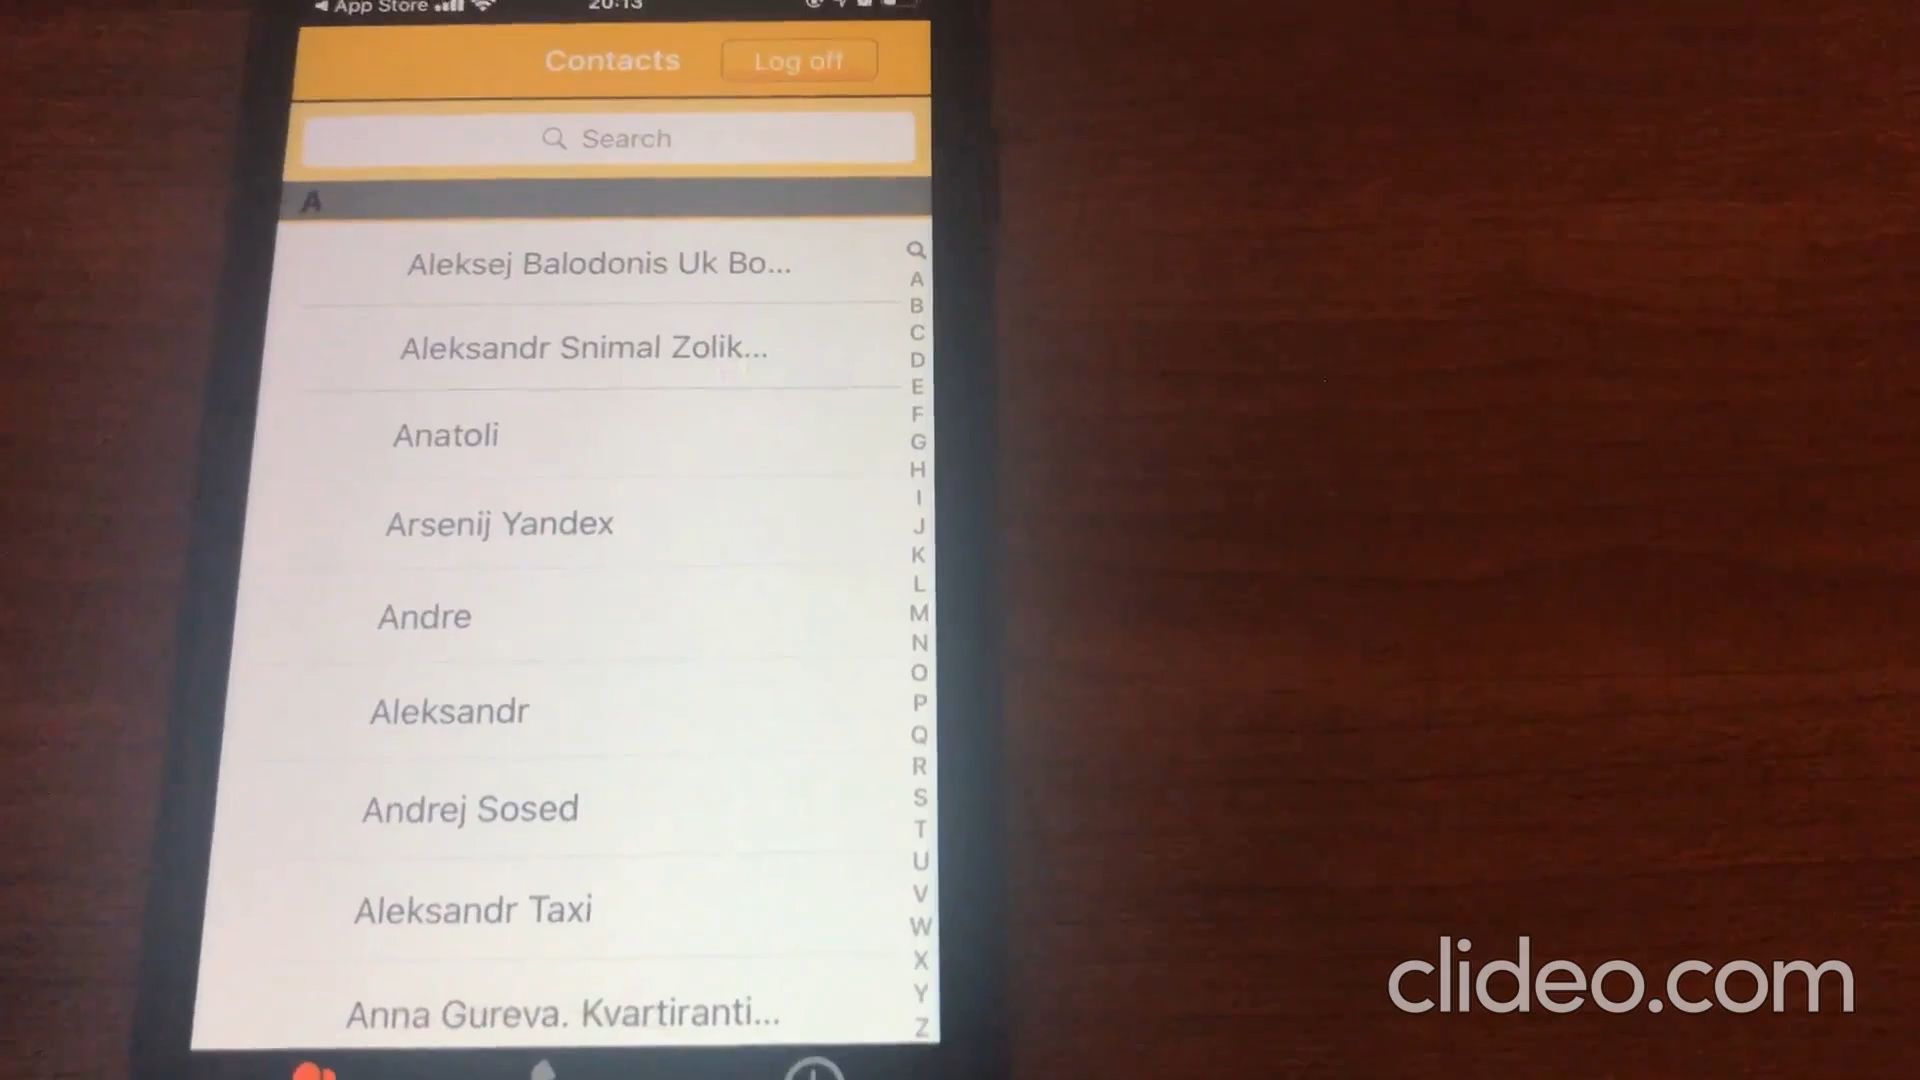 App Store
20:13
Contacts
Log off
Search
A
Aleksej Balodonis Uk Bo...
Aleksandr Snimal Zolik...
Anatoli
Arsenij Yandex
Andre
Aleksandr
Andrej Sosed
Aleksandr Taxi
Anna Gureva. Kvartiranti...
A
B
C
D
E
F
G
H
I
J
K
L
M
N
O
P
Q
R
S
T
U
V
W
X
Y
Z
clideo.com